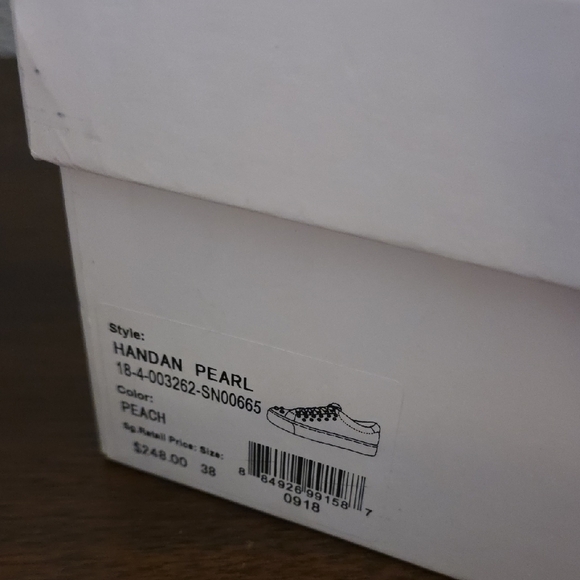 Style:
HANDAN PEARL
18-4-003262-SN00665
Color:
PEACH
Sg.Retail Price: Size:
$248.00 38
8 84926 99158 7
0918